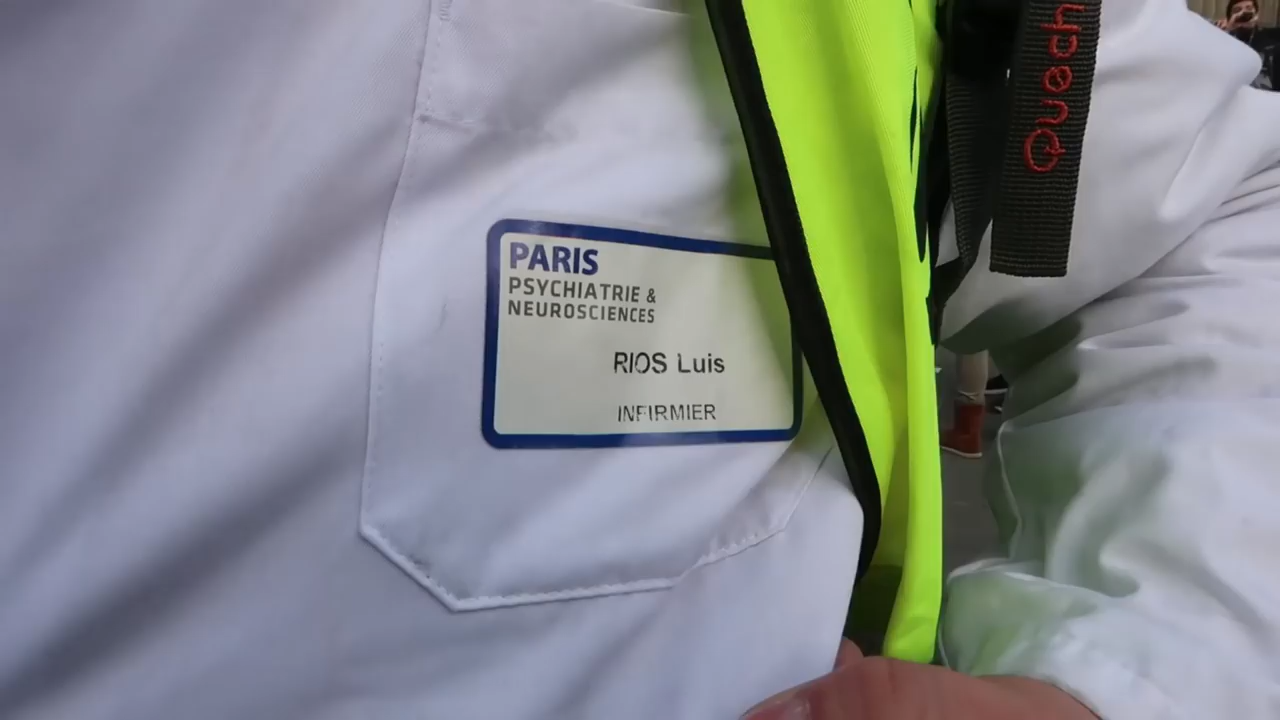 PARIS
PSYCHIATRIE &
NEUROSCIENCES
RIOS Luis
INFIRMIER
Quech